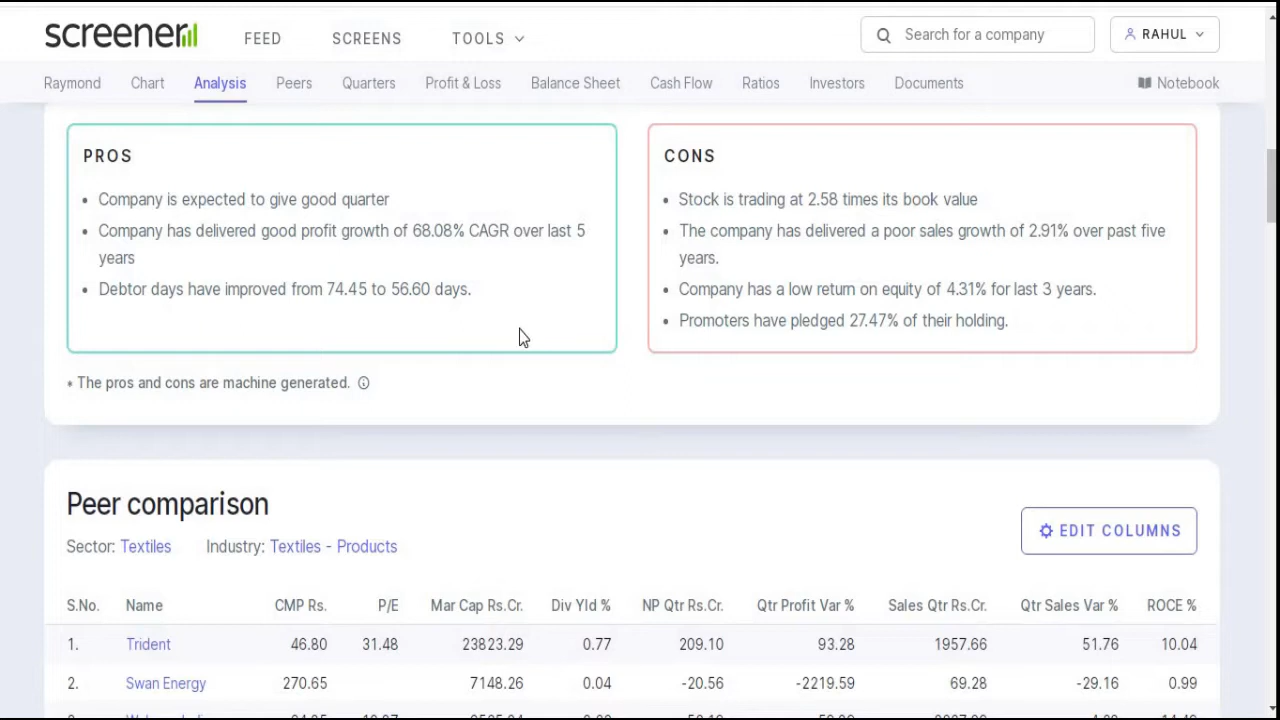 screener
FEED SCREENS TOOLS
Search for a company
RAHUL
Raymond Chart Analysis Peers Quarters Profit & Loss Balance Sheet Cash Flow Ratios Investors Documents Notebook
PROS
• Company is expected to give good quarter
• Company has delivered good profit growth of 68.08% CAGR over last 5
years
• Debtor days have improved from 74.45 to 56.60 days.
CONS
• Stock is trading at 2.58 times its book value
• The company has delivered a poor sales growth of 2.91% over past five
years.
• Company has a low return on equity of 4.31% for last 3 years.
• Promoters have pledged 27.47% of their holding.
* The pros and cons are machine generated.
Peer comparison
Sector: Textiles Industry: Textiles - Products
EDIT COLUMNS
S.No. Name CMP Rs. P/E Mar Cap Rs.Cr. Div Yld % NP Qtr Rs.Cr. Qtr Profit Var % Sales Qtr Rs.Cr. Qtr Sales Var % ROCE %
1. Trident 46.80 31.48 23823.29 0.77 209.10 93.28 1957.66 51.76 10.04
2. Swan Energy 270.65 7148.26 0.04 -20.56 -2219.59 69.28 -29.16 0.99